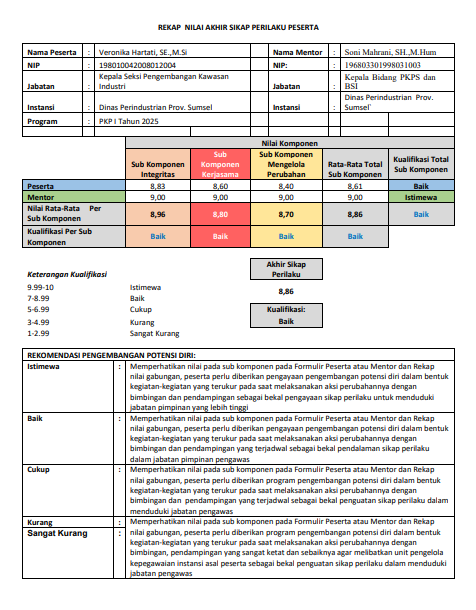 REKAP NILAI AKHIR SIKAP PERILAKU PESERTA
Nama Peserta : Veronika Hartati, SE.,M.Si Nama Mentor : Soni Mahrani, SH.,M.Hum
NIP : 198010042008012004 NIP: : 196803301998031003
Jabatan : Kepala Seksi Pengembangan Kawasan Industri Jabatan : Kepala Bidang PKPS dan BSI
Instansi : Dinas Perindustrian Prov. Sumsel Instansi : Dinas Perindustrian Prov. Sumsel'
Program : PKP I Tahun 2025
Nilai Komponen
Sub Komponen Integritas Sub Komponen Kerjasama Sub Komponen Mengelola Perubahan Rata-Rata Total Sub Komponen Kualifikasi Total Sub Komponen
Peserta 8,83 8,60 8,40 8,61 Baik
Mentor 9,00 9,00 9,00 9,00 Istimewa
Nilai Rata-Rata Per Sub Komponen 8,96 8,80 8,70 8,86 Baik
Kualifikasi Per Sub Komponen Baik Baik Baik Baik
Akhir Sikap Perilaku
Keterangan Kualifikasi
9.99-10 Istimewa 8,86
7-8.99 Baik
5-6.99 Cukup Kualifikasi:
3-4.99 Kurang Baik
1-2.99 Sangat Kurang
REKOMENDASI PENGEMBANGAN POTENSI DIRI:
Istimewa : Memperhatikan nilai pada sub komponen pada Formulir Peserta atau Mentor dan Rekap
nilai gabungan, peserta perlu diberikan pengayaan pengembangan potensi diri dalam bentuk
kegiatan-kegiatan yang terukur pada saat melaksanakan aksi perubahannya dengan
bimbingan dan pendampingan sebagai bekal pengayaan sikap perilaku untuk menduduki
jabatan pimpinan yang lebih tinggi
Baik : Memperhatikan nilai pada sub komponen pada Formulir Peserta atau Mentor dan Rekap
nilai gabungan, peserta perlu diberikan pengayaan pengembangan potensi diri dalam bentuk
kegiatan-kegiatan yang terukur pada saat melaksanakan aksi perubahannya dengan
bimbingan dan pendampingan yang terjadwal sebagai bekal pendalaman sikap perilaku
dalam jabatan pimpinan pengawas
Cukup : Memperhatikan nilai pada sub komponen pada Formulir Peserta atau Mentor dan Rekap
nilai gabungan, peserta perlu diberikan program pengembangan potensi diri dalam bentuk
kegiatan-kegiatan yang terukur pada saat melaksanakan aksi perubahannya dengan
bimbingan dan pendampingan yang terjadwal sebagai bekal penguatan sikap perilaku dalam
menduduki jabatan pengawas
Kurang : Memperhatikan nilai pada sub komponen pada Formulir Peserta atau Mentor dan Rekap
Sangat Kurang : nilai gabungan, peserta perlu diberikan program pengembangan potensi diri dalam bentuk
kegiatan-kegiatan yang terukur pada saat melaksanakan aksi perubahannya dengan
bimbingan, pendampingan yang sangat ketat dan sebaiknya agar melibatkan unit pengelola
kepegawaian instansi asal peserta sebagai bekal penguatan sikap perilaku dalam menduduki
jabatan pengawas